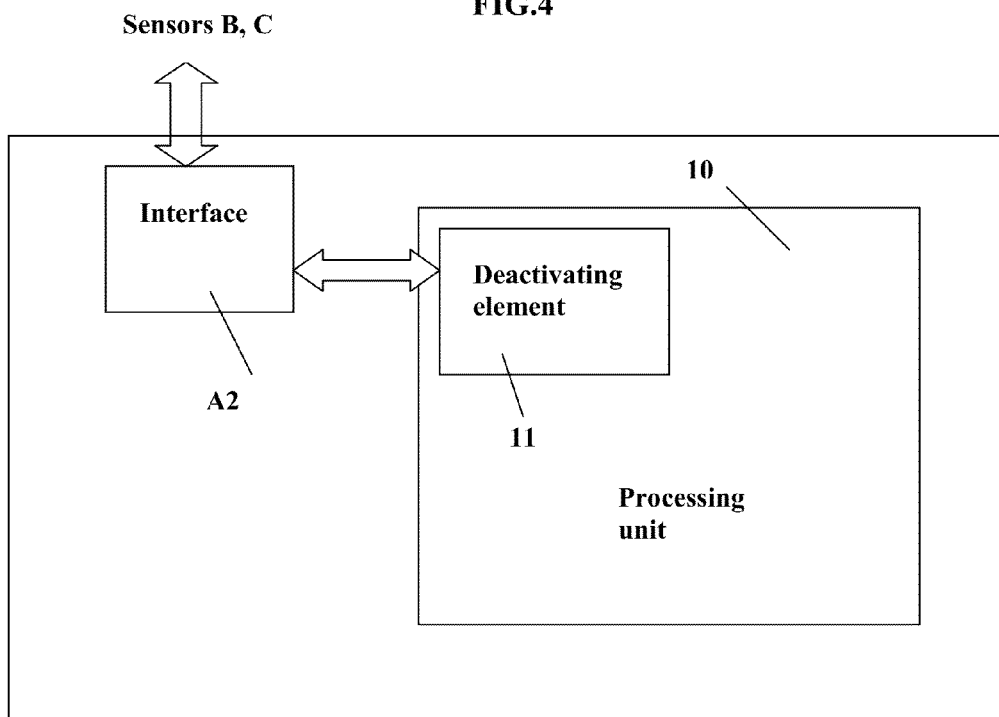 FIG.4
Sensors B, C
10
Interface
Deactivating
element
A2
11
Processing
unit